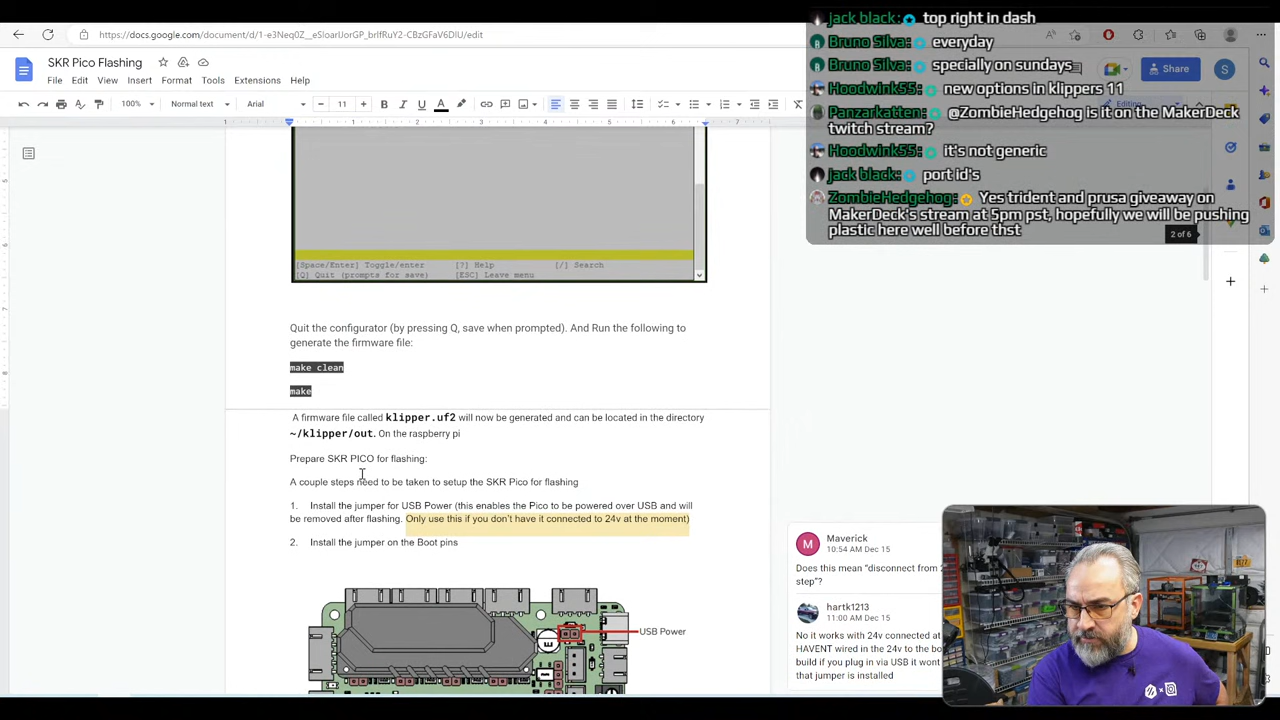 https://docs.google.com/document/d/1-e3Neq0Z__eSIoarIJorGP_brIfRuY2-CBzGFaV6DIU/edit
SKR Pico Flashing
File Edit View Insert Format Tools Extensions Help
Share
S
100% Normal text Arial 11 B I U A
Editing
1 2 3 4 5 6 7
[Space/Enter] Toggle/enter [?] Help [/] Search
[Q] Quit (prompts for save) [ESC] Leave menu
Quit the configurator (by pressing Q, save when prompted). And Run the following to
generate the firmware file:
make clean
make
A firmware file called klipper.uf2 will now be generated and can be located in the directory
~/klipper/out. On the raspberry pi
Prepare SKR PICO for flashing:
A couple steps need to be taken to setup the SKR Pico for flashing
1. Install the jumper for USB Power (this enables the Pico to be powered over USB and will
be removed after flashing. Only use this if you don't have it connected to 24v at the moment)
2. Install the jumper on the Boot pins
USB Power
jack black: top right in dash
Bruno Silva: everyday
Bruno Silva: specially on sundays
Hoodwink55: new options in klippers 11
Panzarkatten: @ZombieHedgehog is it on the MakerDeck
twitch stream?
Hoodwink55: it's not generic
jack black: port id's
ZombieHedgehog: Yes trident and prusa giveaway on
MakerDeck's stream at 5pm pst, hopefully we will be pushing
plastic here well before thst
2 of 6
M
Maverick
10:54 AM Dec 15
Does this mean "disconnect from
step"?
hartk1213
11:00 AM Dec 15
No it works with 24v connected at
HAVENT wired in the 24v to the bo
build if you plug in via USB it wont
that jumper is installed